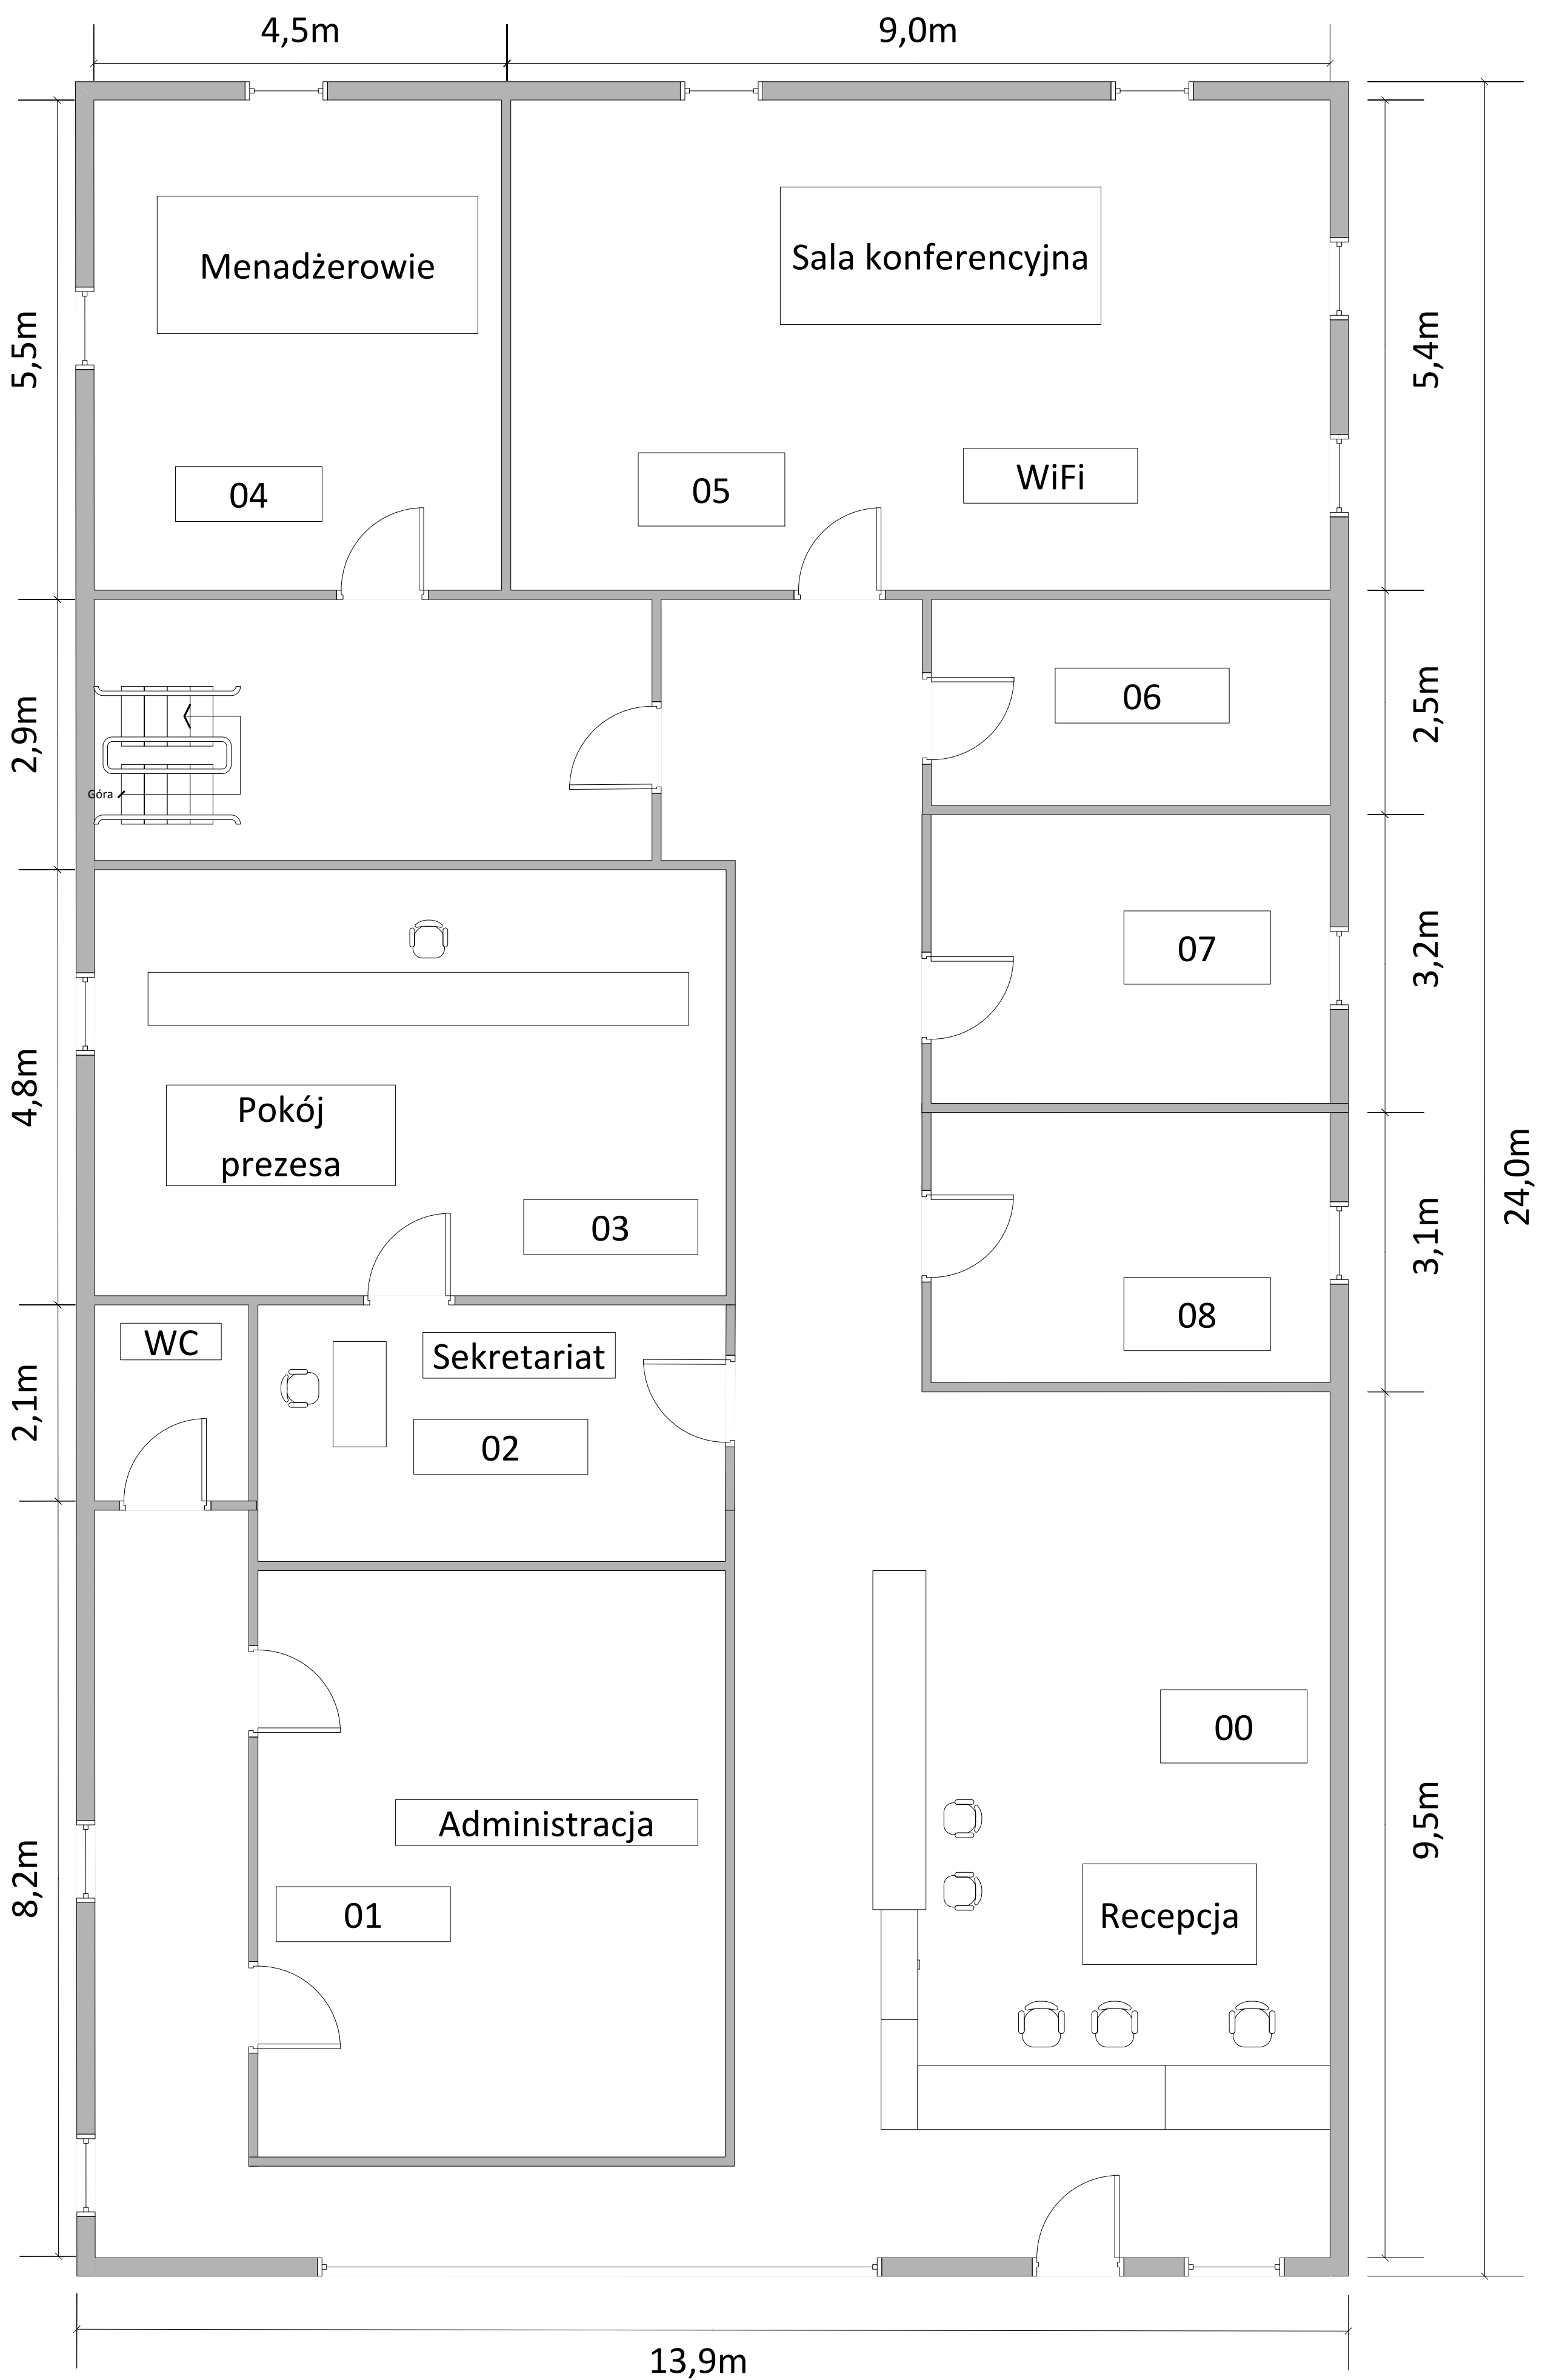 4,5m
9,0m
Menadżerowie
Sala konferencyjna
5,5m
5,4m
04
05
WiFi
2,9m
Góra
06
2,5m
07
3,2m
4,8m
Pokój
prezesa
03
24,0m
3,1m
08
WC
Sekretariat
2,1m
02
00
Administracja
8,2m
01
Recepcja
9,5m
13,9m